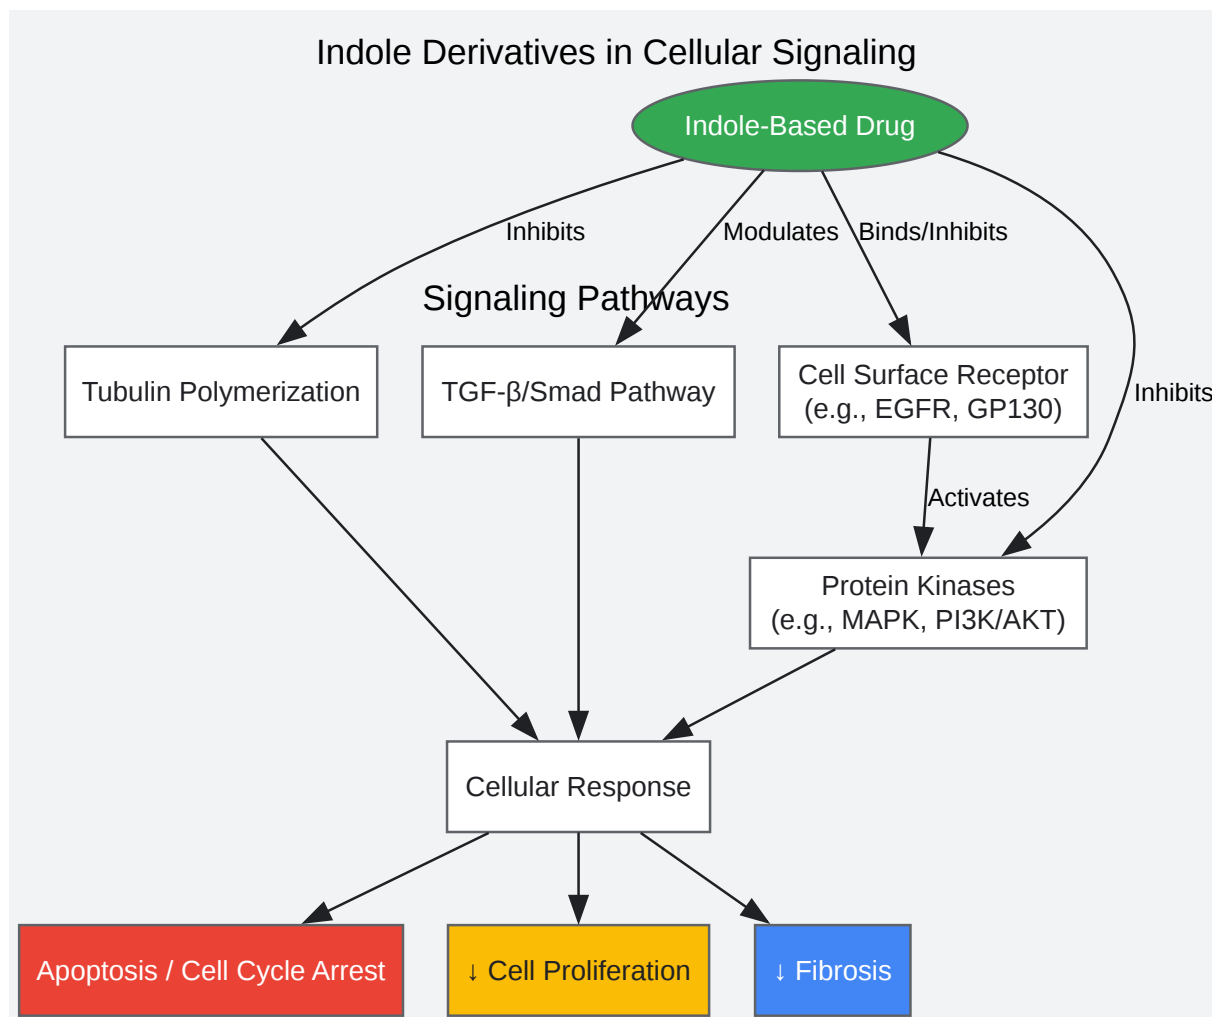 Indole Derivatives in Cellular Signaling
Indole-Based Drug
Inhibits
Modulates
Binds/Inhibits
Signaling Pathways
Tubulin Polymerization
TGF-β/Smad Pathway
Cell Surface Receptor
(e.g., EGFR, GP130)
Inhibits
Activates
Protein Kinases
(e.g., MAPK, PI3K/AKT)
Cellular Response
Apoptosis / Cell Cycle Arrest
↓ Cell Proliferation
↓ Fibrosis